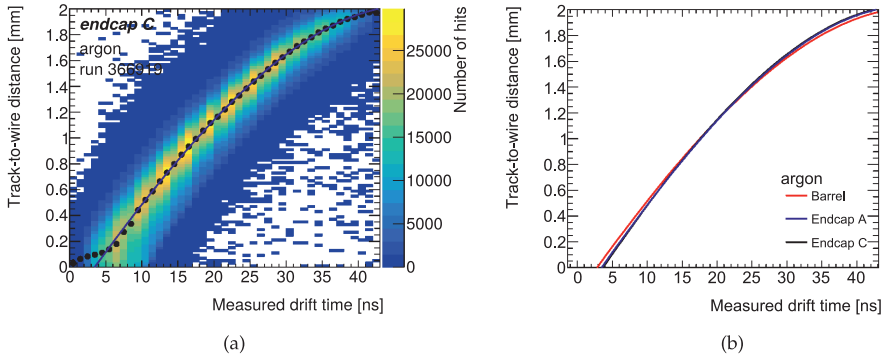 Track-to-wire distance [mm]
2
1.8
1.6
1.4
1.2
1
0.8
0.6
0.4
0.2
0
endcap C
argon
run 366919
0 5 10 15 20 25 30 35 40
Measured drift time [ns]
25000
20000
15000
10000
5000
0
Number of hits
(a)
Track-to-wire distance [mm]
2
1.8
1.6
1.4
1.2
1
0.8
0.6
0.4
0.2
0
argon
Barrel
Endcap A
Endcap C
0 5 10 15 20 25 30 35 40
Measured drift time [ns]
(b)